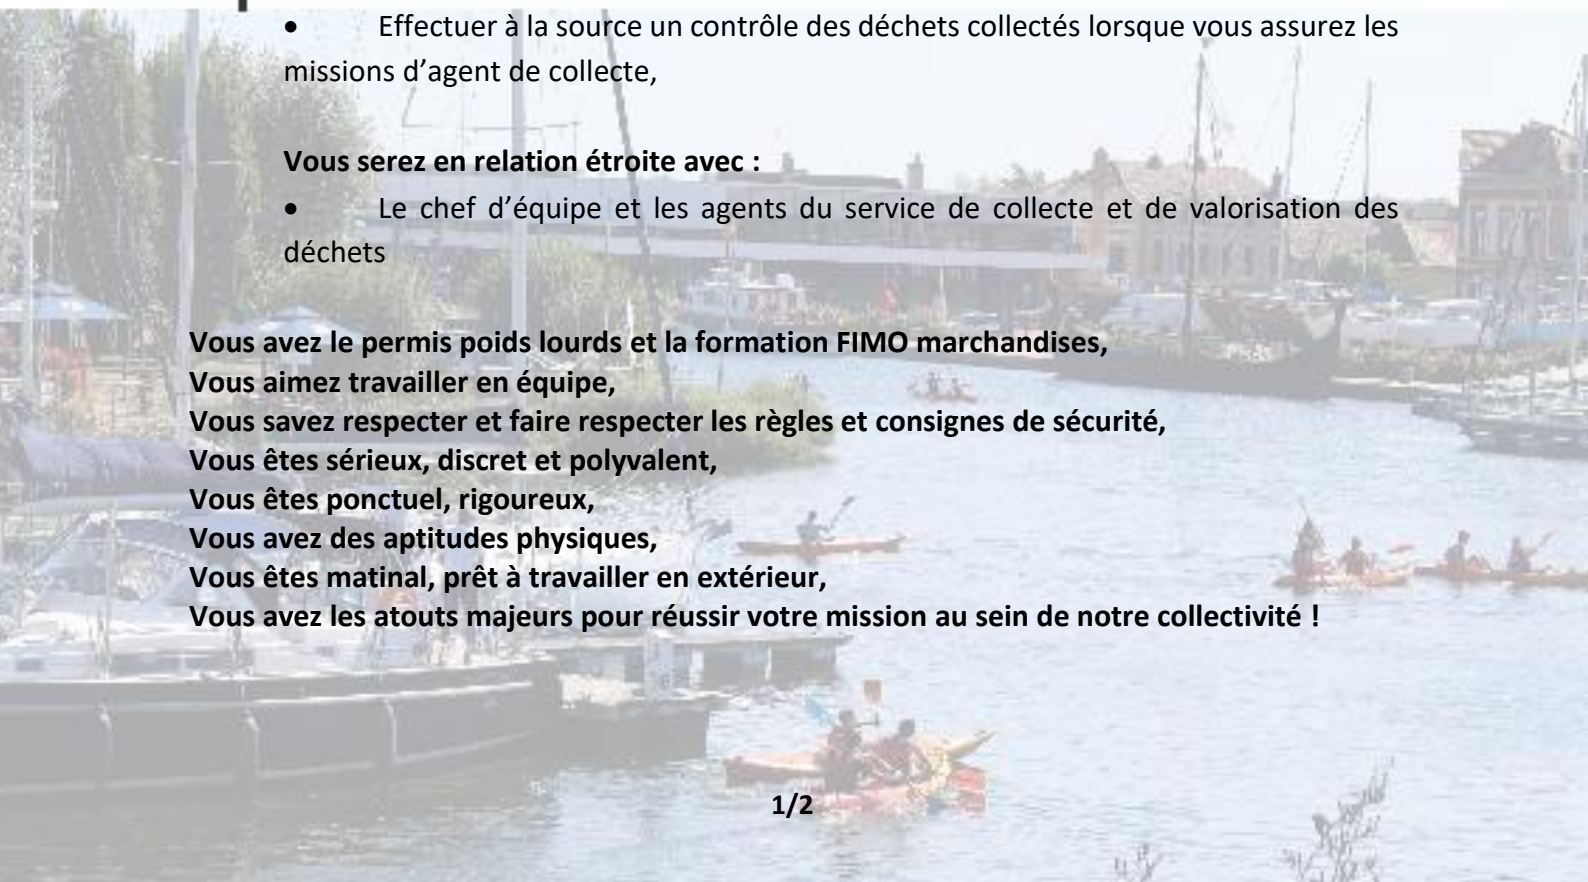 • Effectuer à la source un contrôle des déchets collectés lorsque vous assurez les
missions d’agent de collecte,
Vous serez en relation étroite avec :
• Le chef d’équipe et les agents du service de collecte et de valorisation des
déchets
Vous avez le permis poids lourds et la formation FIMO marchandises,
Vous aimez travailler en équipe,
Vous savez respecter et faire respecter les règles et consignes de sécurité,
Vous êtes sérieux, discret et polyvalent,
Vous êtes ponctuel, rigoureux,
Vous avez des aptitudes physiques,
Vous êtes matinal, prêt à travailler en extérieur,
Vous avez les atouts majeurs pour réussir votre mission au sein de notre collectivité !
1/2